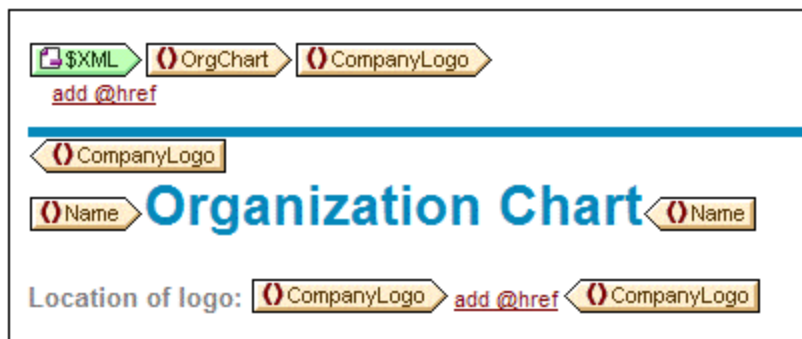 $XML OrgChart CompanyLogo
add @href
CompanyLogo
Name Organization Chart Name
Location of logo: CompanyLogo add @href CompanyLogo